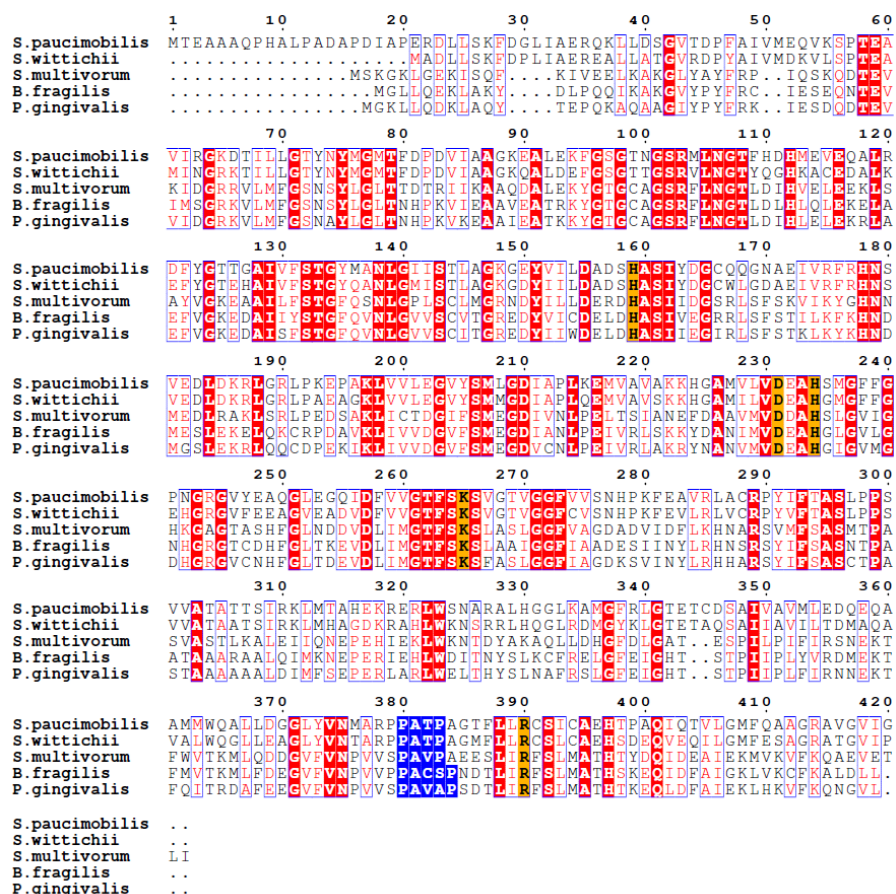 1 10 20 30 40 50 60
S.paucimobilis MTEAAAQPHALPADAPDIAPERDLLSKFDGLIAERQKLLDSGVTDPFAIVMEQVKSPTEA
S.wittichii ....................MADLLSKFDPLIAEREALLATGVRDPYAIVMDKVLSPTEA
S.multivorum ...............MSKGKLGEKISQF....KIVEELKAKGLYAYFRP..IQSKQDTEV
B.fragilis .................MGLLQEKLAKY....DLPQQIKAKGVYPYFRC..IESEQNTEV
P.gingivalis ................MGKLLQDKLAQY....TEPQKAQAAGIYPYFRK..IESDQDTEV
70 80 90 100 110 120
S.paucimobilis VIRGKDTILLGTYNYMGMTFDPDVIAAGKEALEKFGSGTNGSRMLNGTFHDHMEVEQALR
S.wittichii MINGRKTILLGTYNYMGMTFDPDVIAAGKQALDEFGSGTTGSRVLNGTYQGHKACEDALK
S.multivorum KIDGRRVLMFGSNSYLGLTTDTRIIKAAQDALEKYGTGCAGSRFLNGTLDIHVELEEKLS
B.fragilis IMSGRKVLMFGSNAYLGLTNHPKVIEAAVEATRKYGTGCAGSRFLNGTLDLHLQLEKELA
P.gingivalis VIDGRKVLMFGSNAYLGLTNHPKVKEAAIEATKKYGTGCAGSRFLNGTLDIHLELEKRLA
130 140 150 160 170 180
S.paucimobilis DFYGTTGAIVFSTGYMANLGIISTLAGKGEYVILDADSHASIYDGCQQGNAEIVRFRHNS
S.wittichii EFYGTEHAIVFSTGYQANLGMISTLAGKGDYIILDADSHASIYDGCWLGDAEIVRFRHNS
S.multivorum AYVGKEAAILFSTGFQSNLGPLSCLMGRNDYILLDERDHASIIDGSRLSFSKVIKYGHNN
B.fragilis EFVGKEDAIIYSTGFQVNLGVVSCVTGREDYVICDELDHASIVEGRRLSFSTILKFKHND
P.gingivalis EFVGKEDAISFSTGFQVNLGVVSCITGREDYIIWDELDHASIIEGIRLSFSTKLKYKHND
190 200 210 220 230 240
S.paucimobilis VEDLDKRLGRLPKEPAKLVVLEGVYSMLGDIAPLKEMVAVAKKHGAMVLVDEAHSMGFFG
S.wittichii VEDLDKRLGRLPAEAGKLVVLEGVYSMMGDIAPLQEMVAVSKKHGAMILVDEAHGMGFFG
S.multivorum MEDLRAKLSRLPEDSAKLICTDGIFSMEGDIVNLPELTSIANEFDAAVMVDDAHSLGVIG
B.fragilis MESLEKELQKCRPDAVKLIVVDGVFSMEGDIANLPEIVRLSKKYDANIMVDEAHGLGVLG
P.gingivalis MGSLEKRLQQCDPEKIKLIVVDGVFSMEGDVCNLPEIVRLAKRYNANVMVDEAHGIGVMG
250 260 270 280 290 300
S.paucimobilis PNGRGVYEAQGLEGQIDFVVGTFSKSVGTVGGFVVSNHPKFEAVRLACRPYIFTASLPPS
S.wittichii EHGRGVFEEAGVEADVDFVVGTFSKSVGTVGGFCVSNHPKFEVLRLVCRPYVFTASLPPS
S.multivorum HKGAGTASHFGLNDDVDLIMGTFSKSLASLGGFVAGDADVIDFLKHNARSVMFSASMTPA
B.fragilis NHGRGTCDHFGLTKEVDLIMGTFSKSLAAIGGFIAADESIINYLRHNSRSYIFSASNTPA
P.gingivalis DHGRGVCNHFGLTDEVDLIMGTFSKSFASLGGFIAGDKSVINYLRHHARSYIFSASCTPA
310 320 330 340 350 360
S.paucimobilis VVATATTSIRKLMTAHEKRERLWSNARALHGGLKAMGFRLGTETCDSAIVAVMLEDQEQA
S.wittichii VVATAATSIRKLMHAGDKRAHLWKNSRRLHQGLRDMGYKLGTETAQSAIVAVILTDMAQA
S.multivorum SVASTLKALEIIQNEPEHIEKLWKNTDYAKAQLLDHGFDLGAT..ESPILPIFIRSNEKT
B.fragilis ATAAARAALQIMKNEPERIEHLWDITNYSLKCFRELGFEIGHT..STPIIPLYVRDMEKT
P.gingivalis STAAAAAALDIMFSEPERLARLWELTHYSLNAFRSLGFEIGHT..STPIIPLFIRNNEKT
370 380 390 400 410 420
S.paucimobilis AMMWQALLDGGLYVNMARPPATPAGTFLLRCSICAEHTPAQIQTVLGMFQAAGRAVGVIG
S.wittichii VALWQGLLEAGLYVNTARPPATPAGMFLLRCSLCAEHSDEQVEQILGMFESAGRATGVIP
S.multivorum FWVTKMLQDDGVFVNPVVSPAVPAEESLIRFSLMATHTYDQIDEAIEKMVKVFKQAEVET
B.fragilis FMVTKMLFDEGVFVNPVVPPACSPNDTLIRFSLMATHSKEQIDFAIGKLVKCFKALDLL.
P.gingivalis FQITRDAFEEGVFVNPVVSPAVAPSDTLIRFSLMATHTKEQLDFAIEKLHKVFKQNGVL.
S.paucimobilis ..
S.wittichii ..
S.multivorum LI
B.fragilis ..
P.gingivalis ..